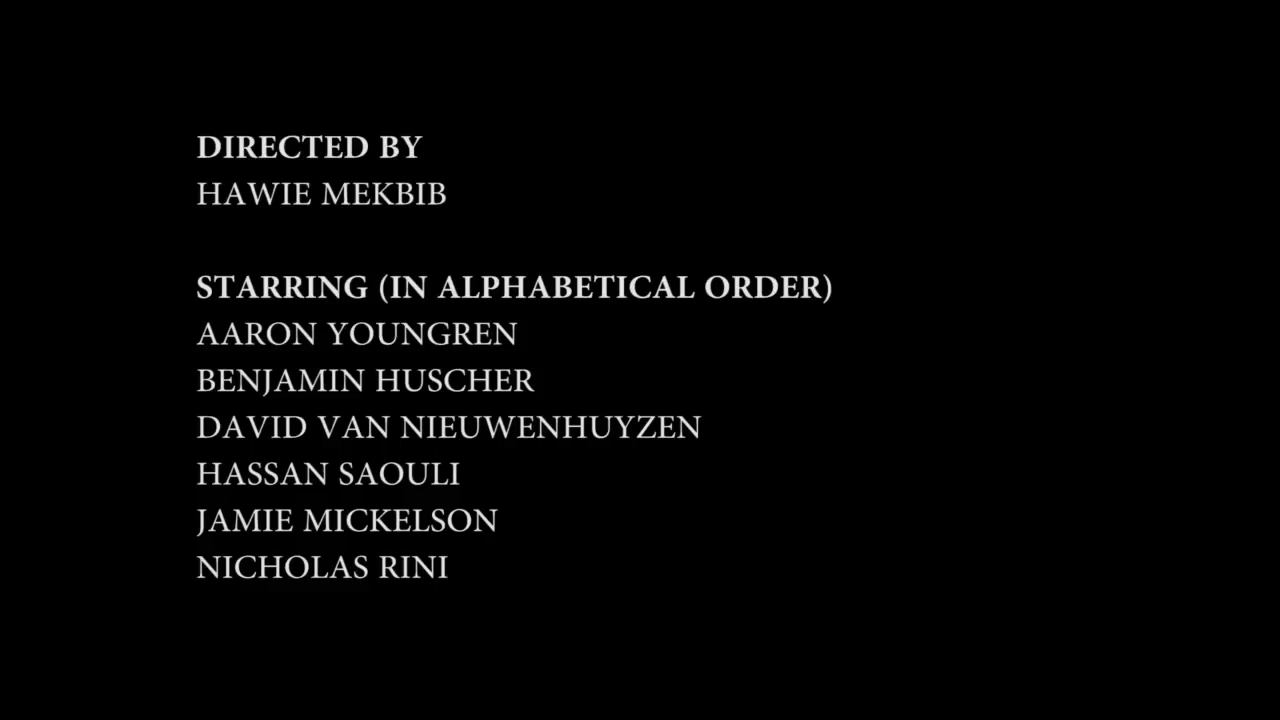 DIRECTED BY
HAWIE MEKBIB
STARRING (IN ALPHABETICAL ORDER)
AARON YOUNGREN
BENJAMIN HUSCHER
DAVID VAN NIEUWENHUYZEN
HASSAN SAOULI
JAMIE MICKELSON
NICHOLAS RINI